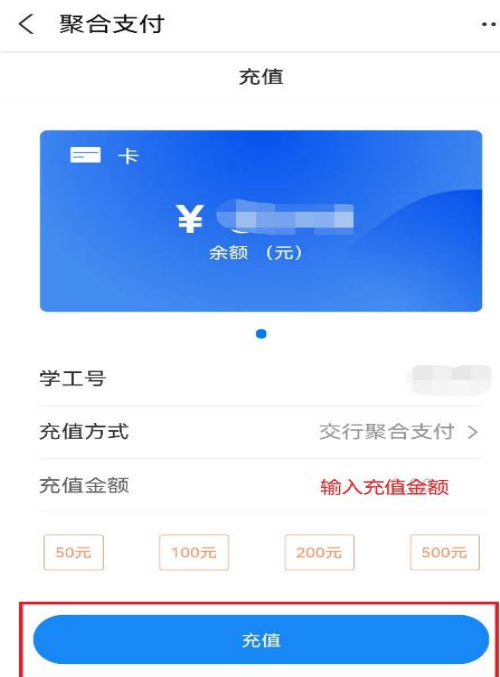 聚合支付
充值
卡
¥
余额 （元）
学工号
充值方式 交行聚合支付
充值金额 输入充值金额
50元 100元 200元 500元
充值